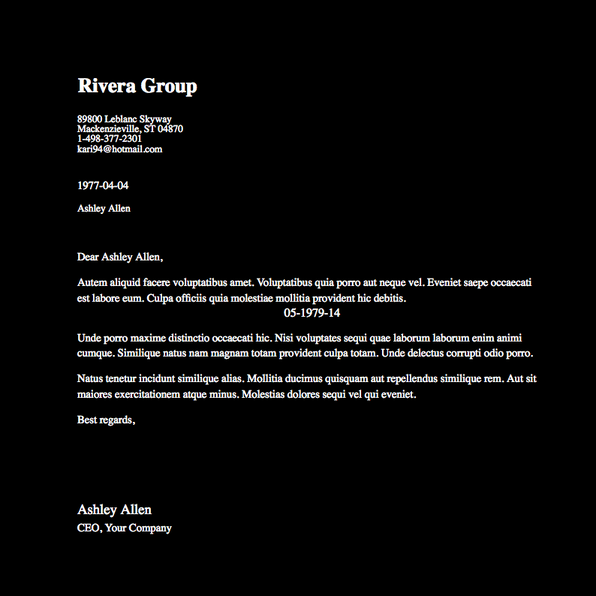 Rivera Group
89800 Leblanc Skyway
Mackenzieville, ST 04870
1-498-377-2301
kari94@hotmail.com
1977-04-04
Ashley Allen
Dear Ashley Allen,
Autem aliquid facere voluptatibus amet. Voluptatibus quia porro aut neque vel. Eveniet saepe occaecati
est labore eum. Culpa officiis quia molestiae mollitia provident hic debitis.
05-1979-14
Unde porro maxime distinctio occaecati hic. Nisi voluptates sequi quae laborum laborum enim animi
cumque. Similique natus nam magnam totam provident culpa totam. Unde delectus corrupti odio porro.
Natus tenetur incidunt similique alias. Mollitia ducimus quisquam aut repellendus similique rem. Aut sit
maiores exercitationem atque minus. Molestias dolores sequi vel qui eveniet.
Best regards,
Ashley Allen
CEO, Your Company